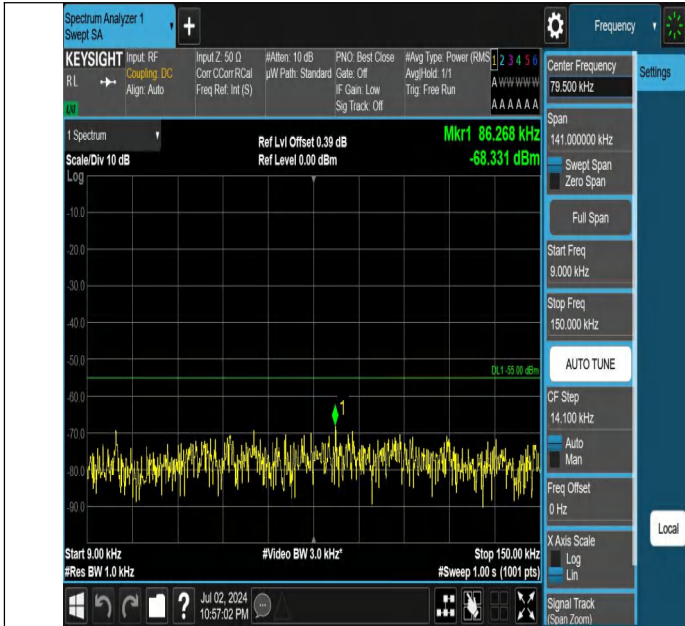 Spectrum Analyzer 1
Swept SA
Frequency
KEYSIGHT
RL
Input: RF
Coupling: DC
Align: Auto
Input Z: 50 Ω
Corr CCorr RCal
Freq Ref: Int (S)
#Atten: 10 dB
µW Path: Standard
PNO: Best Close
Gate: Off
IF Gain: Low
Sig Track: Off
#Avg Type: Power (RMS
Avg|Hold: 1/1
Trig: Free Run
1 2 3 4 5 6
A W W W W W
A A A A A A
1 Spectrum
Scale/Div 10 dB
Log
Ref Lvl Offset 0.39 dB
Ref Level 0.00 dBm
Mkr1 86.268 kHz
-68.331 dBm
-10.0
-20.0
-30.0
-40.0
-50.0
-60.0
-70.0
-80.0
-90.0
DL1 -55.00 dBm
1
Start 9.00 kHz
#Res BW 1.0 kHz
#Video BW 3.0 kHz*
Stop 150.00 kHz
#Sweep 1.00 s (1001 pts)
Jul 02, 2024
10:57:02 PM
Center Frequency
79.500 kHz
Span
141.000000 kHz
Swept Span
Zero Span
Full Span
Start Freq
9.000 kHz
Stop Freq
150.000 kHz
AUTO TUNE
CF Step
14.100 kHz
Auto
Man
Freq Offset
0 Hz
X Axis Scale
Log
Lin
Signal Track
(Span Zoom)
Settings
Local